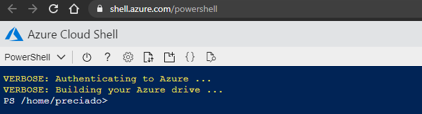 shell.azure.com/powershell
Azure Cloud Shell
PowerShell ?
VERBOSE: Authenticating to Azure ...
VERBOSE: Building your Azure drive ...
PS /home/preciado>